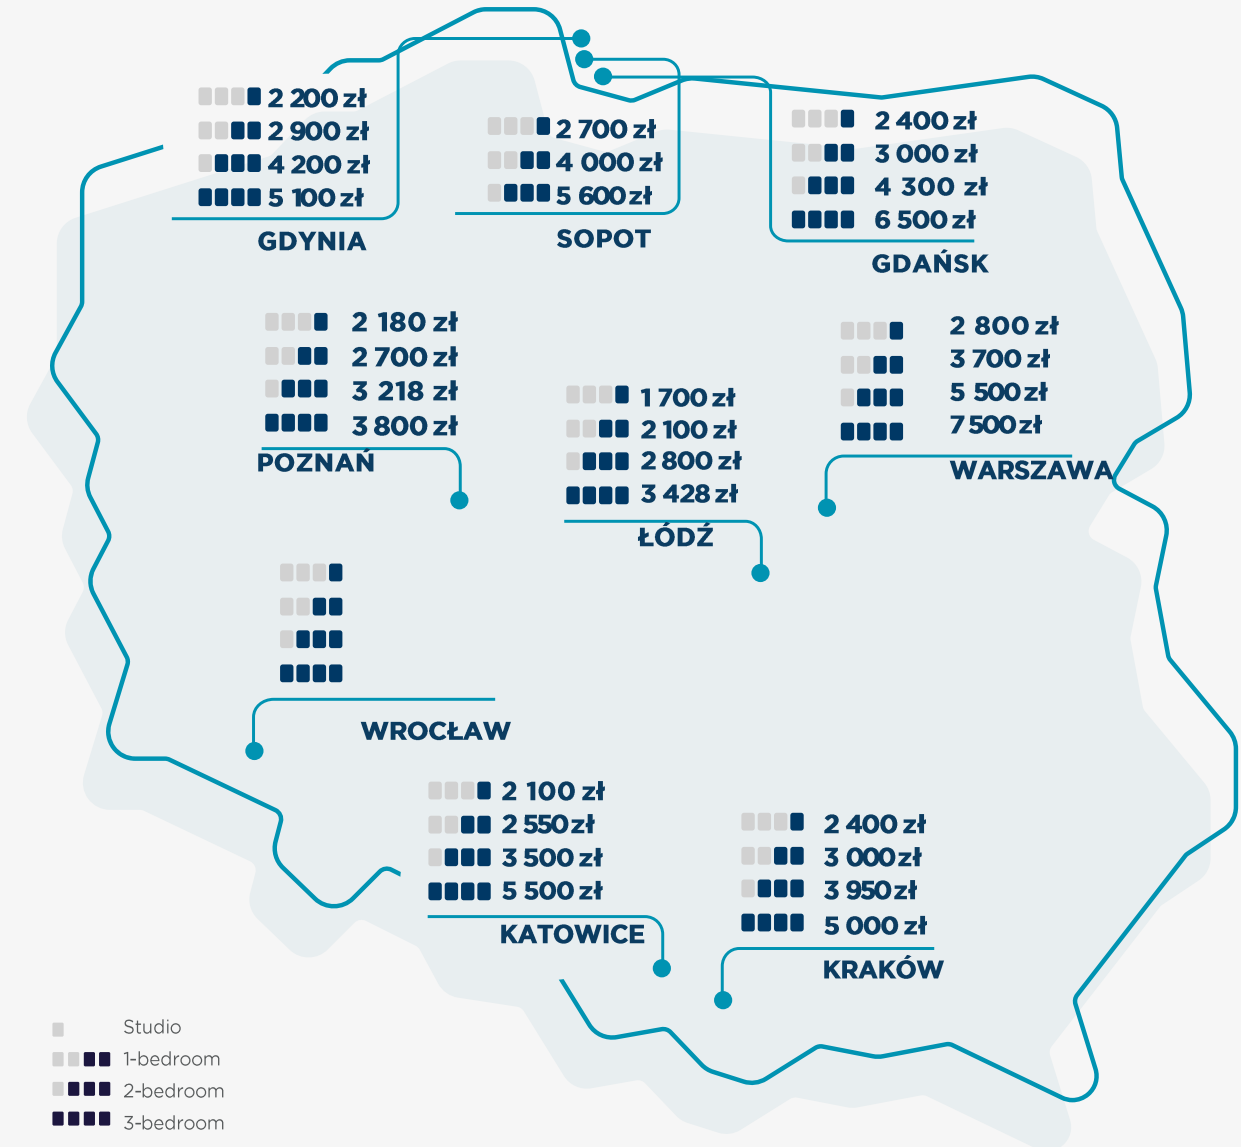 2 200 zł
2 900 zł
4 200 zł
5 100 zł
GDYNIA
2 700 zł
4 000 zł
5 600 zł
SOPOT
2 400 zł
3 000 zł
4 300 zł
6 500 zł
GDAŃSK
2 180 zł
2 700 zł
3 218 zł
3 800 zł
POZNAŃ
1 700 zł
2 100 zł
2 800 zł
3 428 zł
ŁÓDŹ
2 800 zł
3 700 zł
5 500 zł
7 500 zł
WARSZAWA
WROCŁAW
2 100 zł
2 550 zł
3 500 zł
5 500 zł
KATOWICE
2 400 zł
3 000 zł
3 950 zł
5 000 zł
KRAKÓW
Studio
1-bedroom
2-bedroom
3-bedroom